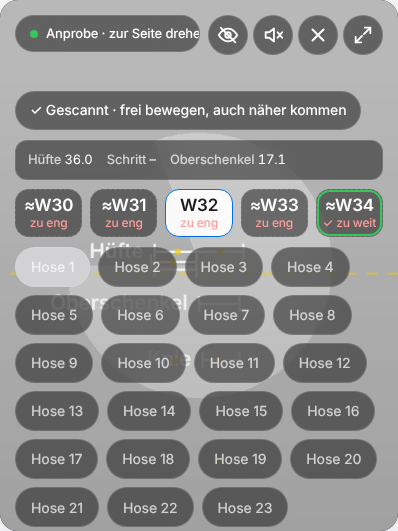 Anprobe · zur Seite drehe
✓ Gescannt · frei bewegen, auch näher kommen
Hüfte 36.0 Schritt – Oberschenkel 17.1
≈W30 ≈W31 W32 ≈W33 ≈W34
zu eng zu eng zu eng zu eng ✓ zu weit
Hüfte
Hose 1 Hose 2 Hose 3 Hose 4
Oberschenkel
Hose 5 Hose 6 Hose 7 Hose 8
Hose 9 Hose 10 Hose 11 Hose 12
Hose 13 Hose 14 Hose 15 Hose 16
Hose 17 Hose 18 Hose 19 Hose 20
Hose 21 Hose 22 Hose 23